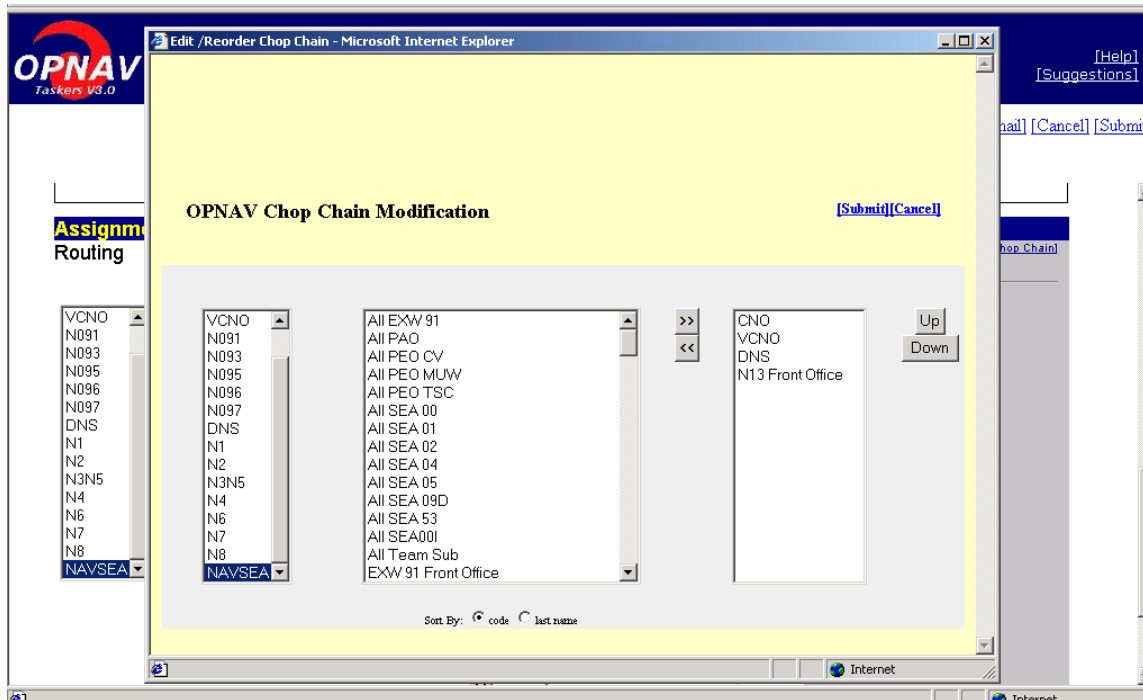 Edit /Reorder Chop Chain - Microsoft Internet Explorer
OPNAV
Taskers V3.0
[Help]
[Suggestions]
[Cancel] [Submi
OPNAV Chop Chain Modification
[Submit][Cancel]
Assignm
Routing
hop Chain]
VCNO
N091
N093
N095
N096
N097
DNS
N1
N2
N3N5
N4
N6
N7
N8
NAVSEA
VCNO
N091
N093
N095
N096
N097
DNS
N1
N2
N3N5
N4
N6
N7
N8
NAVSEA
All EXW 91
All PAO
All PEO CV
All PEO MUW
All PEO TSC
All SEA 00
All SEA 01
All SEA 02
All SEA 04
All SEA 05
All SEA 09D
All SEA 53
All SEA00I
All Team Sub
EXW 91 Front Office
>>
<<
CNO
VCNO
DNS
N13 Front Office
Up
Down
Sort By: code last name
Internet
Internet